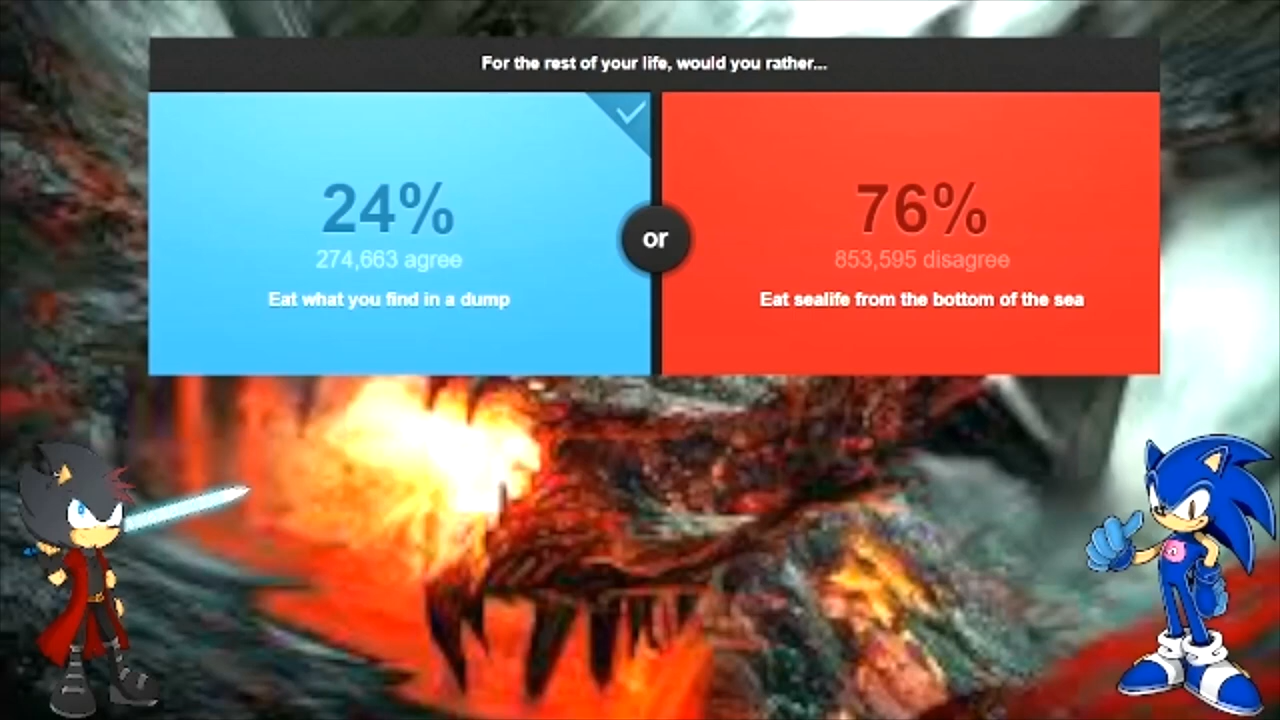 For the rest of your life, would you rather...
24%
274,663 agree
Eat what you find in a dump
or
76%
853,595 disagree
Eat sealife from the bottom of the sea